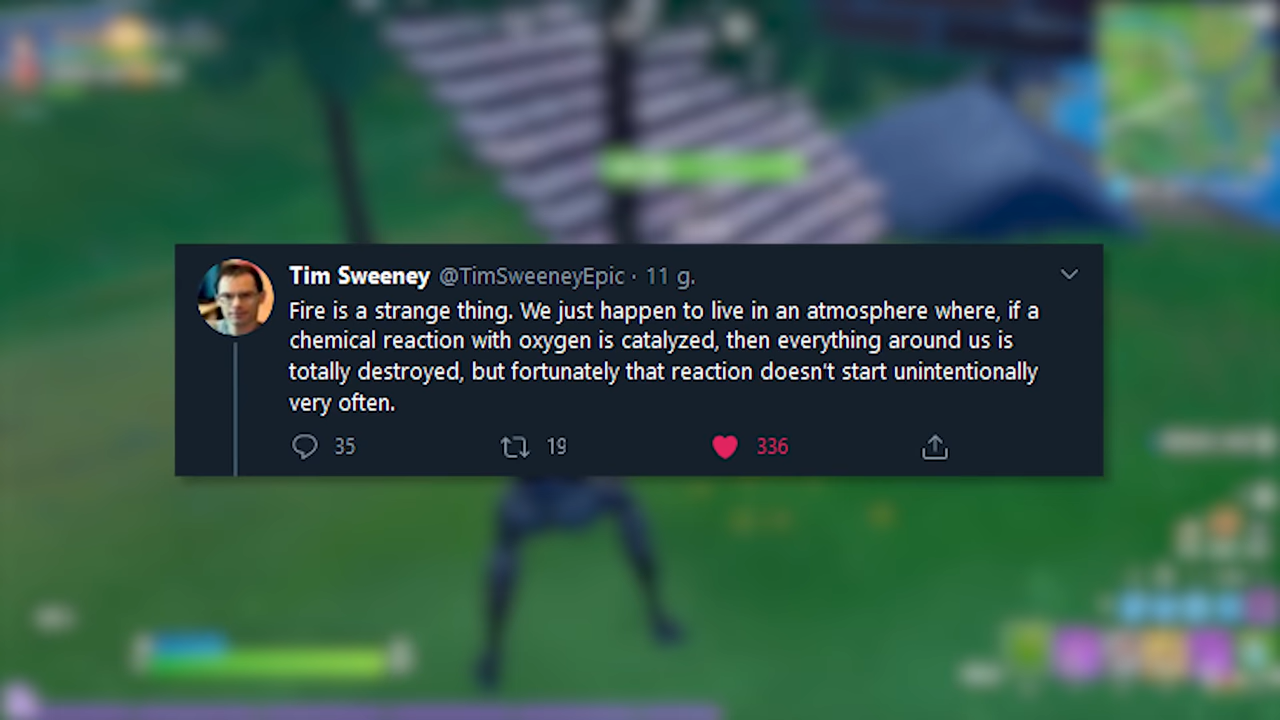 Tim Sweeney @TimSweeneyEpic · 11 g.
Fire is a strange thing. We just happen to live in an atmosphere where, if a
chemical reaction with oxygen is catalyzed, then everything around us is
totally destroyed, but fortunately that reaction doesn't start unintentionally
very often.
35 19 336